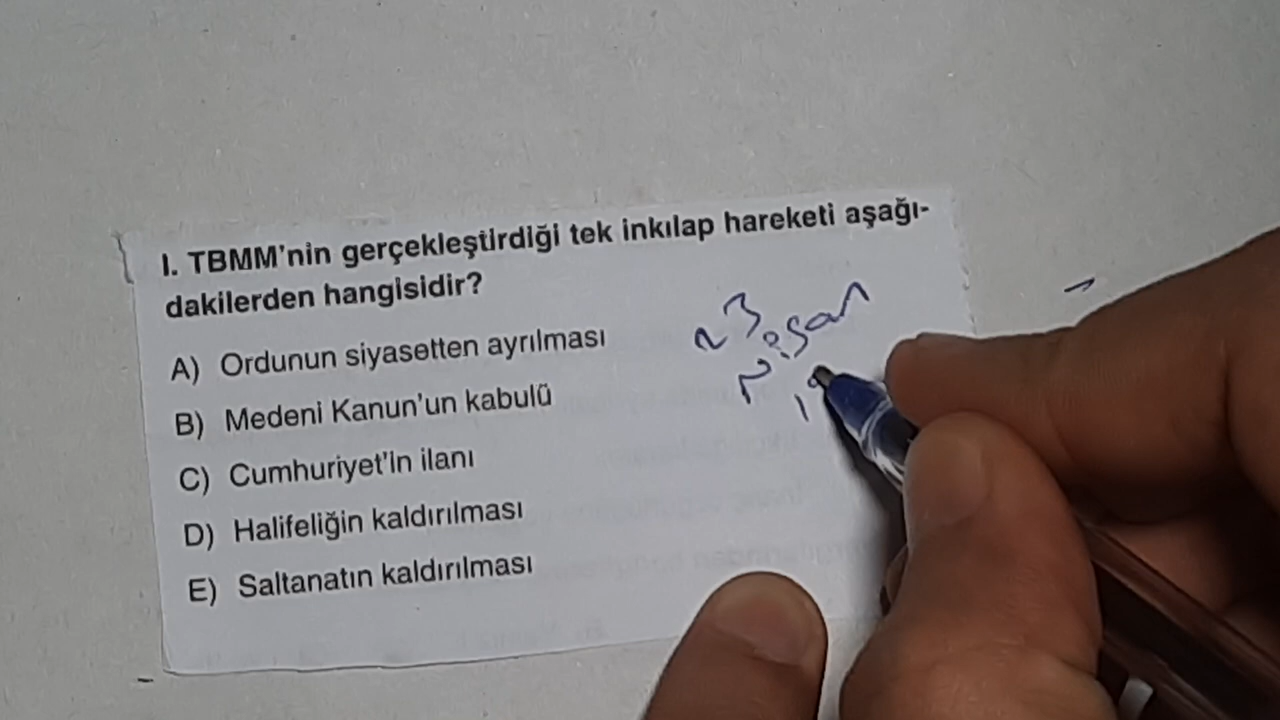 I. TBMM'nin gerçekleştirdiği tek inkılap hareketi aşağı-
dakilerden hangisidir?
A) Ordunun siyasetten ayrılması
B) Medeni Kanun'un kabulü
C) Cumhuriyet'in ilanı
D) Halifeliğin kaldırılması
E) Saltanatın kaldırılması
23
Nisan
19